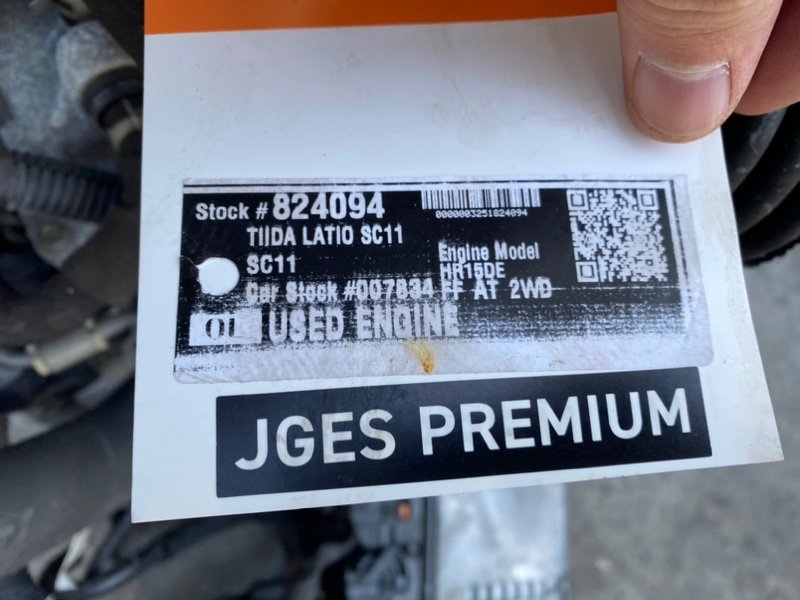 Stock # 824094
0000003251824094
TIIDA LATIO SC11
SC11
Engine Model
HR15DE
Car Stock #007834 FF AT 2WD
USED ENGINE
JGES PREMIUM